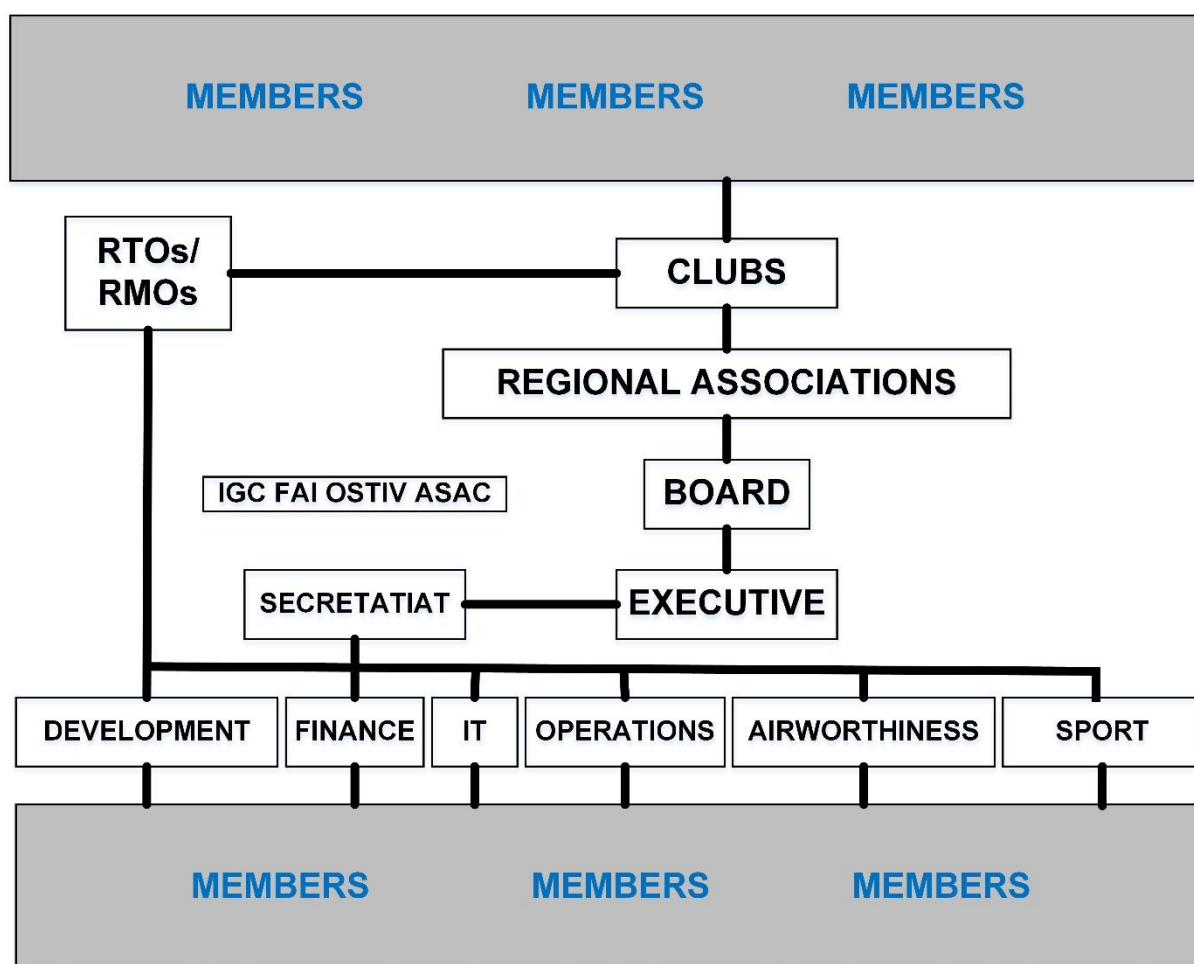 MEMBERS MEMBERS MEMBERS
RTOs/
RMOs
CLUBS
REGIONAL ASSOCIATIONS
BOARD
IGC FAI OSTIV ASAC
SECRETATIAT
EXECUTIVE
DEVELOPMENT
FINANCE
IT
OPERATIONS
AIRWORTHINESS
SPORT
MEMBERS MEMBERS MEMBERS